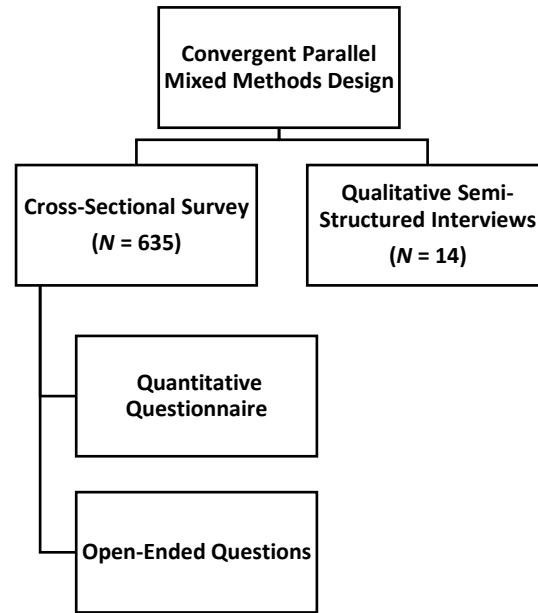 Convergent Parallel
Mixed Methods Design
Cross-Sectional Survey
(N = 635)
Qualitative Semi-
Structured Interviews
(N = 14)
Quantitative
Questionnaire
Open-Ended Questions